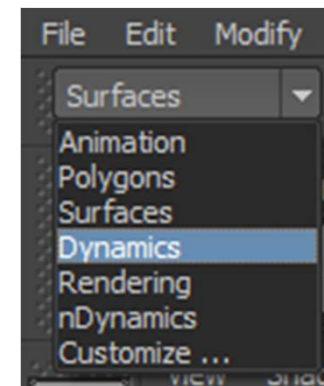 File Edit Modify
Surfaces
Animation
Polygons
Surfaces
Dynamics
Rendering
nDynamics
Customize ...